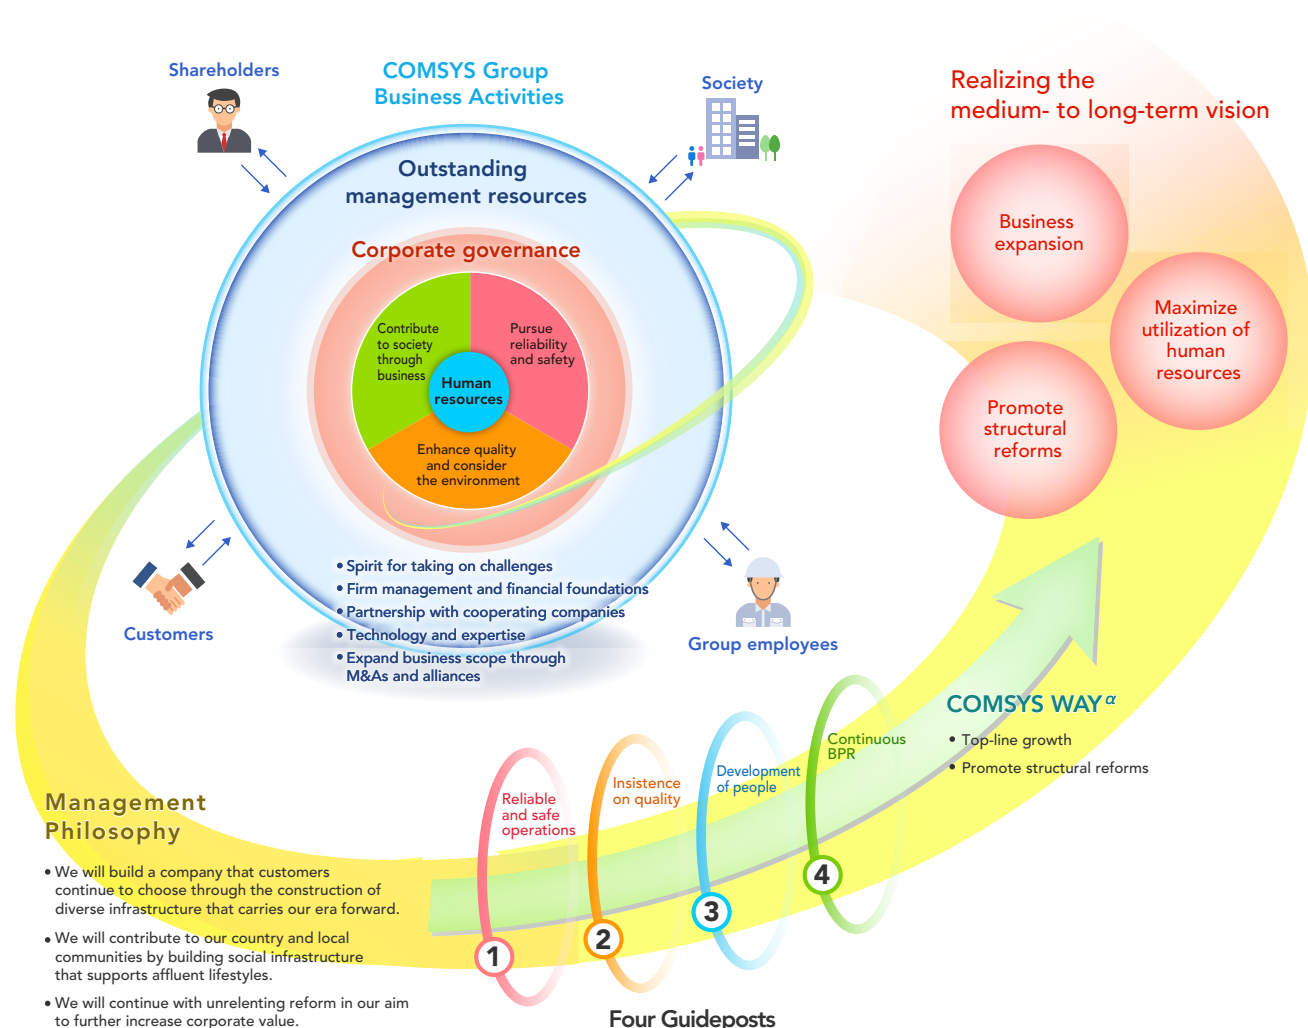 Shareholders
COMSYS Group
Business Activities
Society
Realizing the
medium- to long-term vision
Outstanding
management resources
Corporate governance
Contribute
to society
through
business
Pursue
reliability
and safety
Human
resources
Enhance quality
and consider
the environment
Business
expansion
Maximize
utilization of
human
resources
Promote
structural
reforms
• Spirit for taking on challenges
• Firm management and financial foundations
• Partnership with cooperating companies
• Technology and expertise
• Expand business scope through
M&As and alliances
Customers
Group employees
COMSYS WAY α
• Top-line growth
• Promote structural reforms
Management
Philosophy
• We will build a company that customers
continue to choose through the construction of
diverse infrastructure that carries our era forward.
• We will contribute to our country and local
communities by building social infrastructure
that supports affluent lifestyles.
• We will continue with unrelenting reform in our aim
to further increase corporate value.
Reliable
and safe
operations
1
Insistence
on quality
2
Development
of people
3
Continuous
BPR
4
Four Guideposts